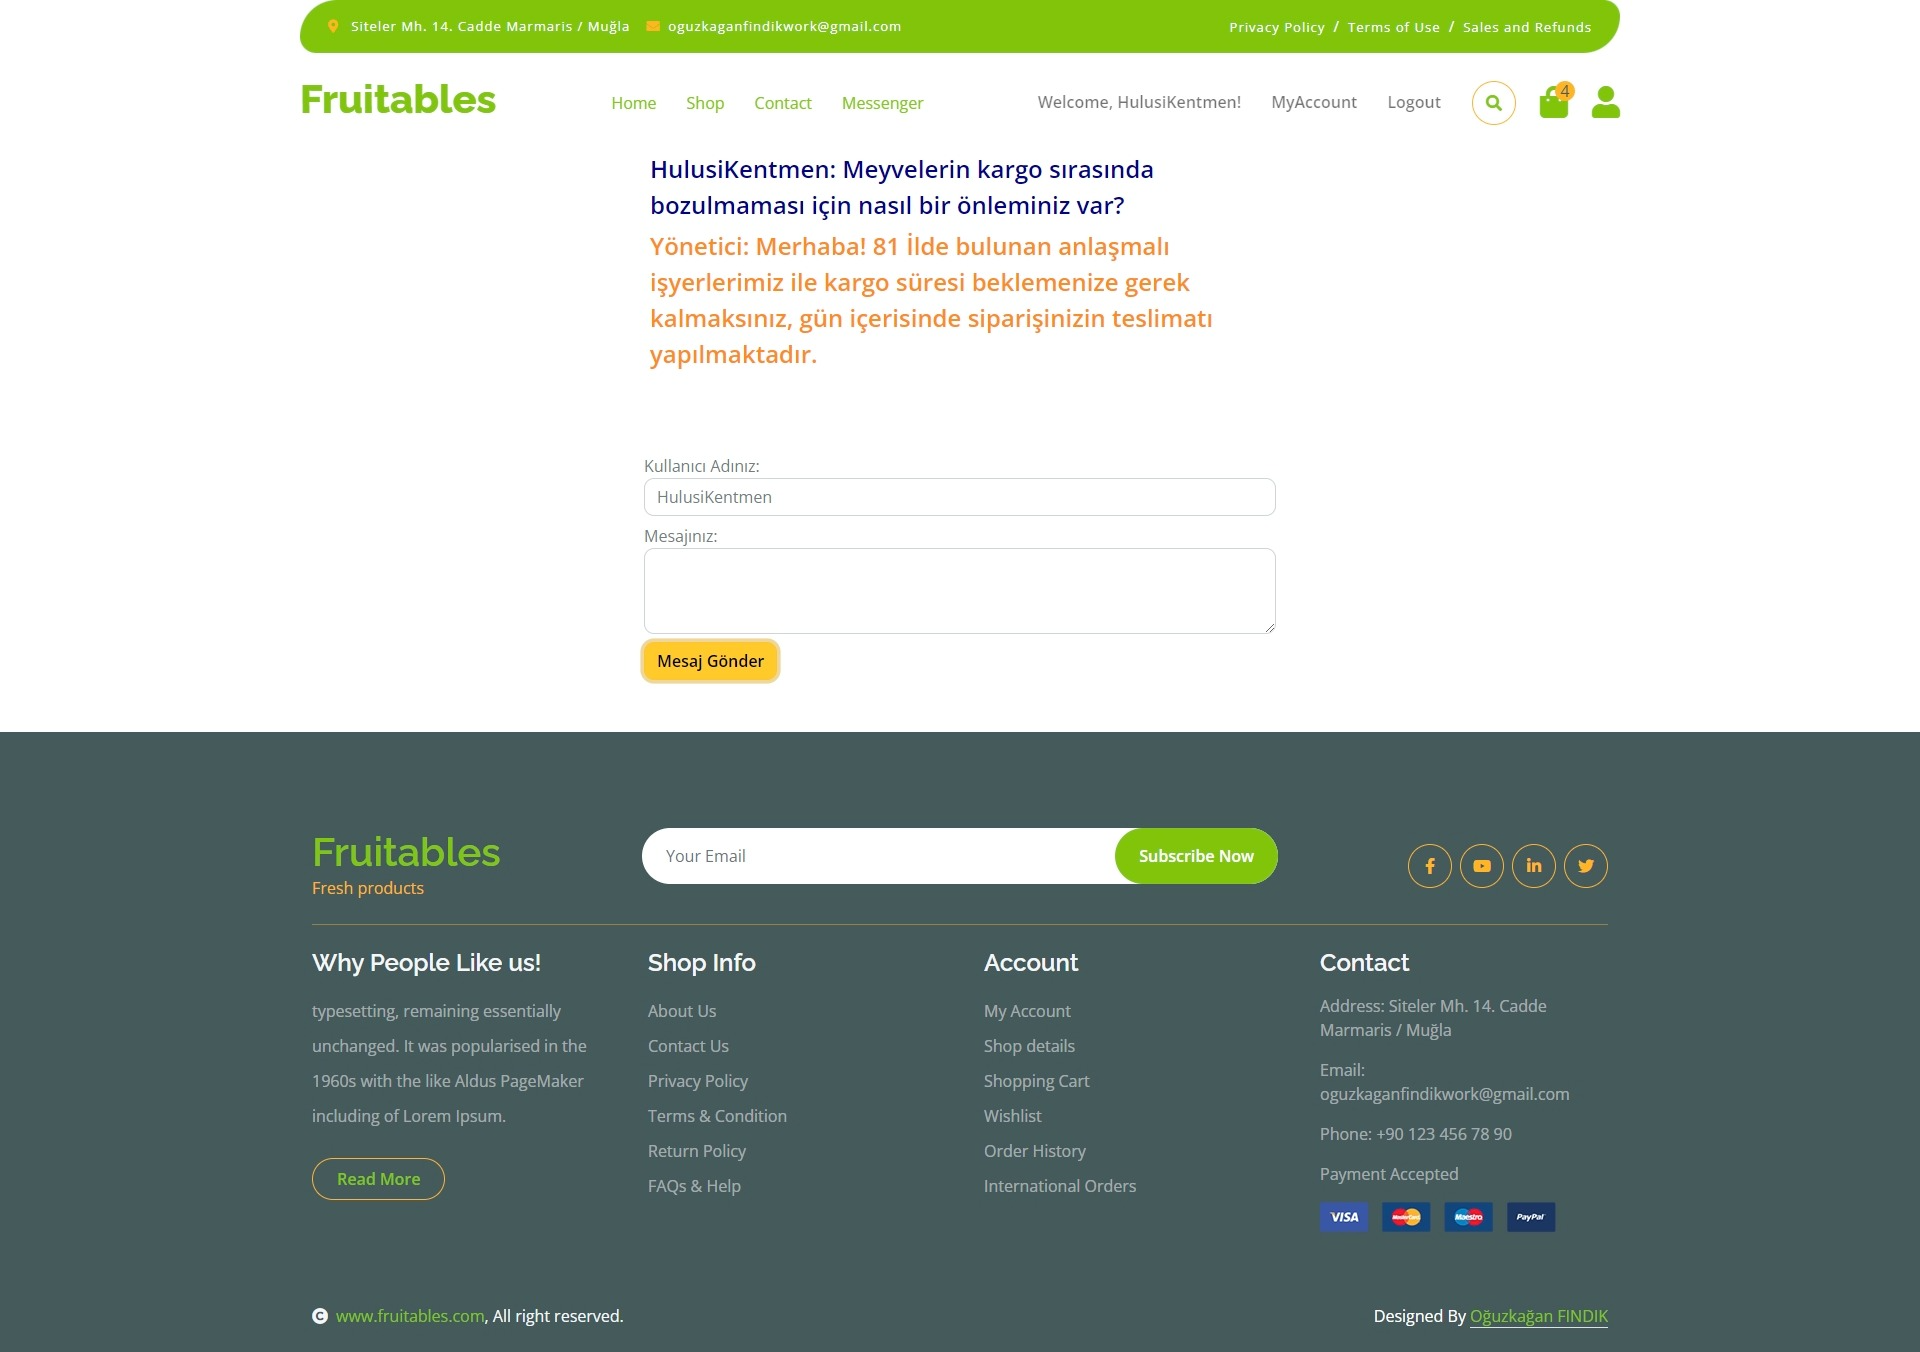 Siteler Mh. 14. Cadde Marmaris / Muğla oguzkaganfindikwork@gmail.com Privacy Policy / Terms of Use / Sales and Refunds
Fruitables Home Shop Contact Messenger Welcome, HulusiKentmen! MyAccount Logout 4
HulusiKentmen: Meyvelerin kargo sırasında
bozulmaması için nasıl bir önleminiz var?
Yönetici: Merhaba! 81 İlde bulunan anlaşmalı
işyerlerimiz ile kargo süresi beklemenize gerek
kalmaksınız, gün içerisinde siparişinizin teslimatı
yapılmaktadır.
Kullanıcı Adınız:
HulusiKentmen
Mesajınız:
Mesaj Gönder
Fruitables
Fresh products
Your Email Subscribe Now
Why People Like us!
typesetting, remaining essentially
unchanged. It was popularised in the
1960s with the like Aldus PageMaker
including of Lorem Ipsum.
Read More
Shop Info
About Us
Contact Us
Privacy Policy
Terms & Condition
Return Policy
FAQs & Help
Account
My Account
Shop details
Shopping Cart
Wishlist
Order History
International Orders
Contact
Address: Siteler Mh. 14. Cadde
Marmaris / Muğla
Email:
oguzkaganfindikwork@gmail.com
Phone: +90 123 456 78 90
Payment Accepted
VISA MasterCard Maestro PayPal
www.fruitables.com, All right reserved. Designed By Oğuzkağan FINDIK